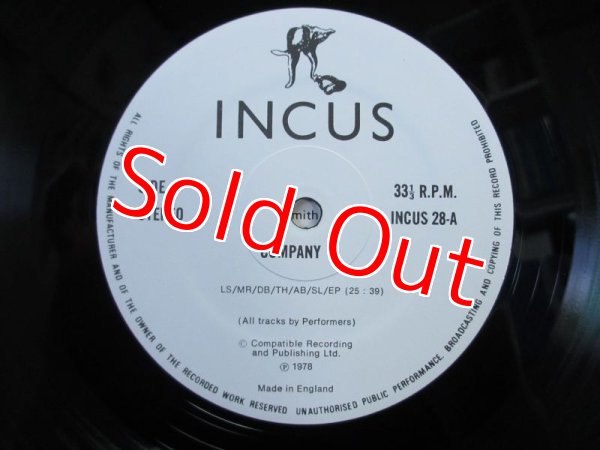 INCUS
33⅓ R.P.M.
STEREO
INCUS 28-A
Sold Out
COMPANY
LS/MR/DB/TH/AB/SL/EP (25 : 39)
(All tracks by Performers)
© Compatible Recording
and Publishing Ltd.
℗ 1978
Made in England
ALL RIGHTS OF THE MANUFACTURER AND OF THE OWNER OF THE RECORDED WORK RESERVED UNAUTHORISED PUBLIC PERFORMANCE, BROADCASTING AND COPYING OF THIS RECORD PROHIBITED